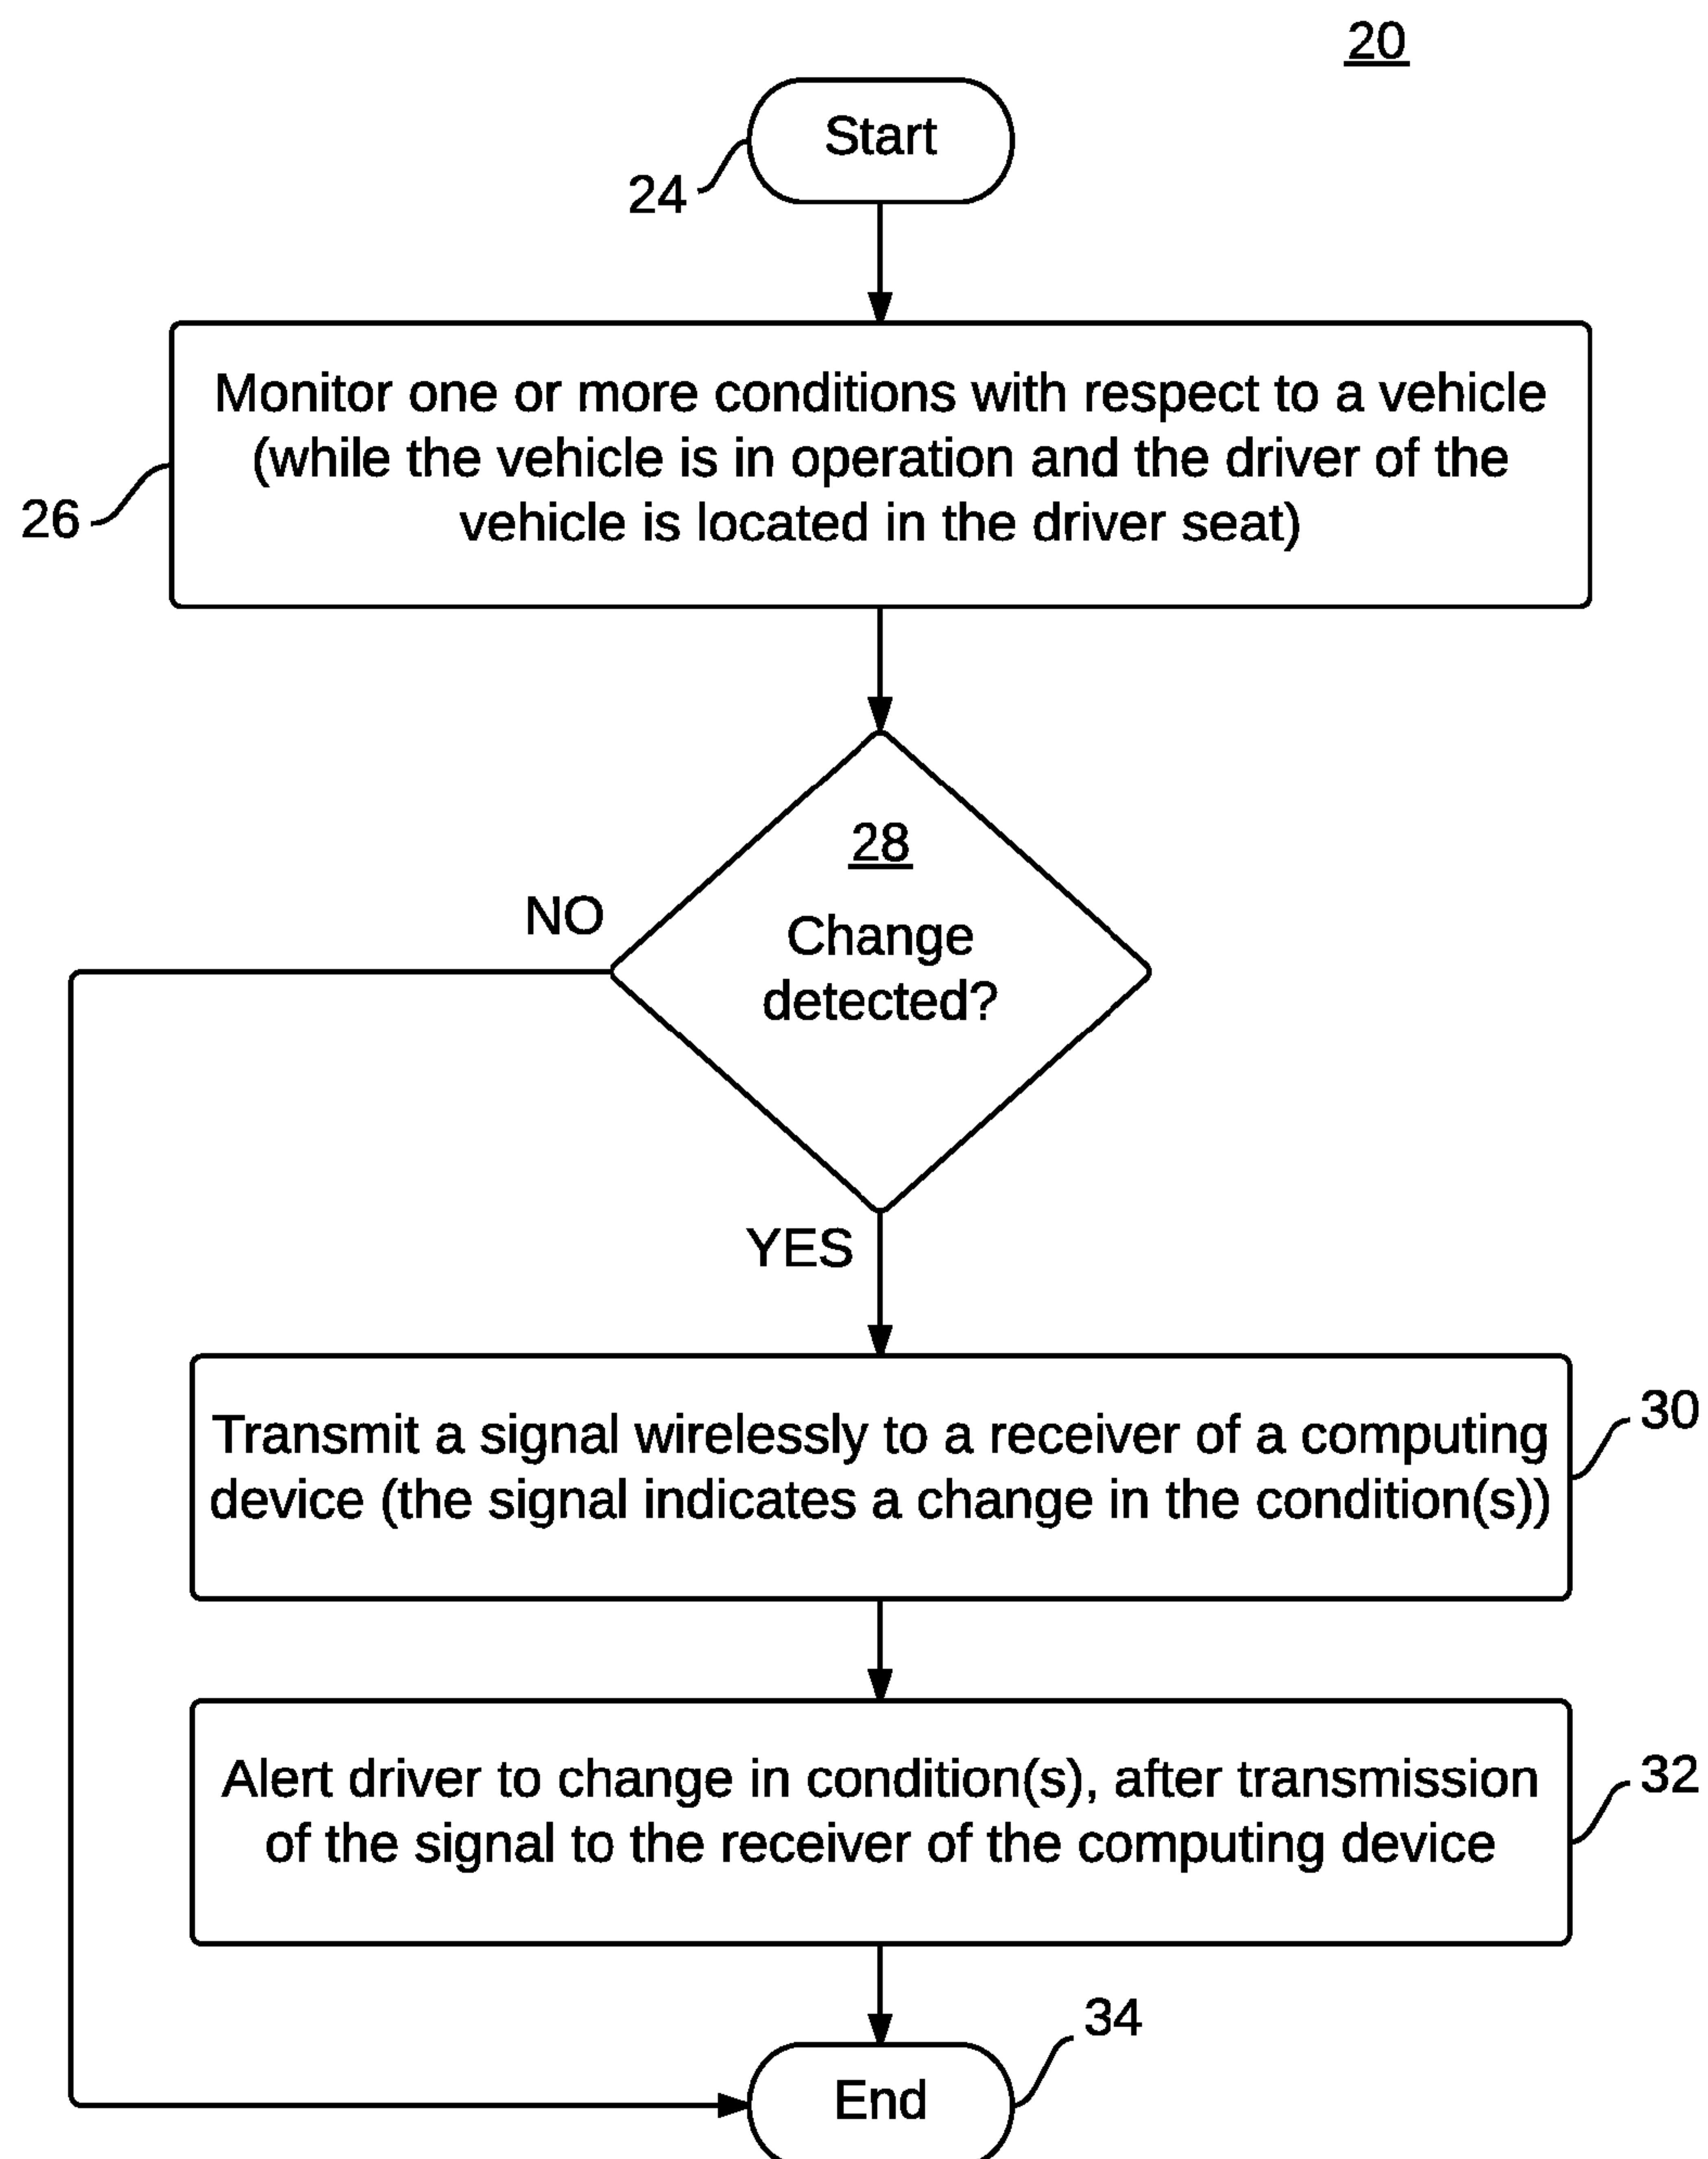 20
Start
24
Monitor one or more conditions with respect to a vehicle
(while the vehicle is in operation and the driver of the
vehicle is located in the driver seat)
26
28
Change
detected?
NO
YES
Transmit a signal wirelessly to a receiver of a computing
device (the signal indicates a change in the condition(s))
30
Alert driver to change in condition(s), after transmission
of the signal to the receiver of the computing device
32
34
End